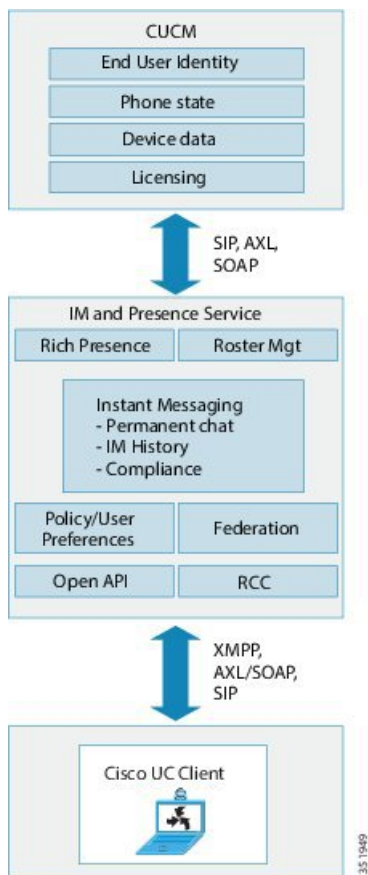 CUCM
End User Identity
Phone state
Device data
Licensing
SIP, AXL,
SOAP
IM and Presence Service
Rich Presence
Roster Mgt
Instant Messaging
- Permanent chat
- IM History
- Compliance
Policy/User
Preferences
Federation
Open API
RCC
XMPP,
AXL/SOAP,
SIP
Cisco UC Client
351949